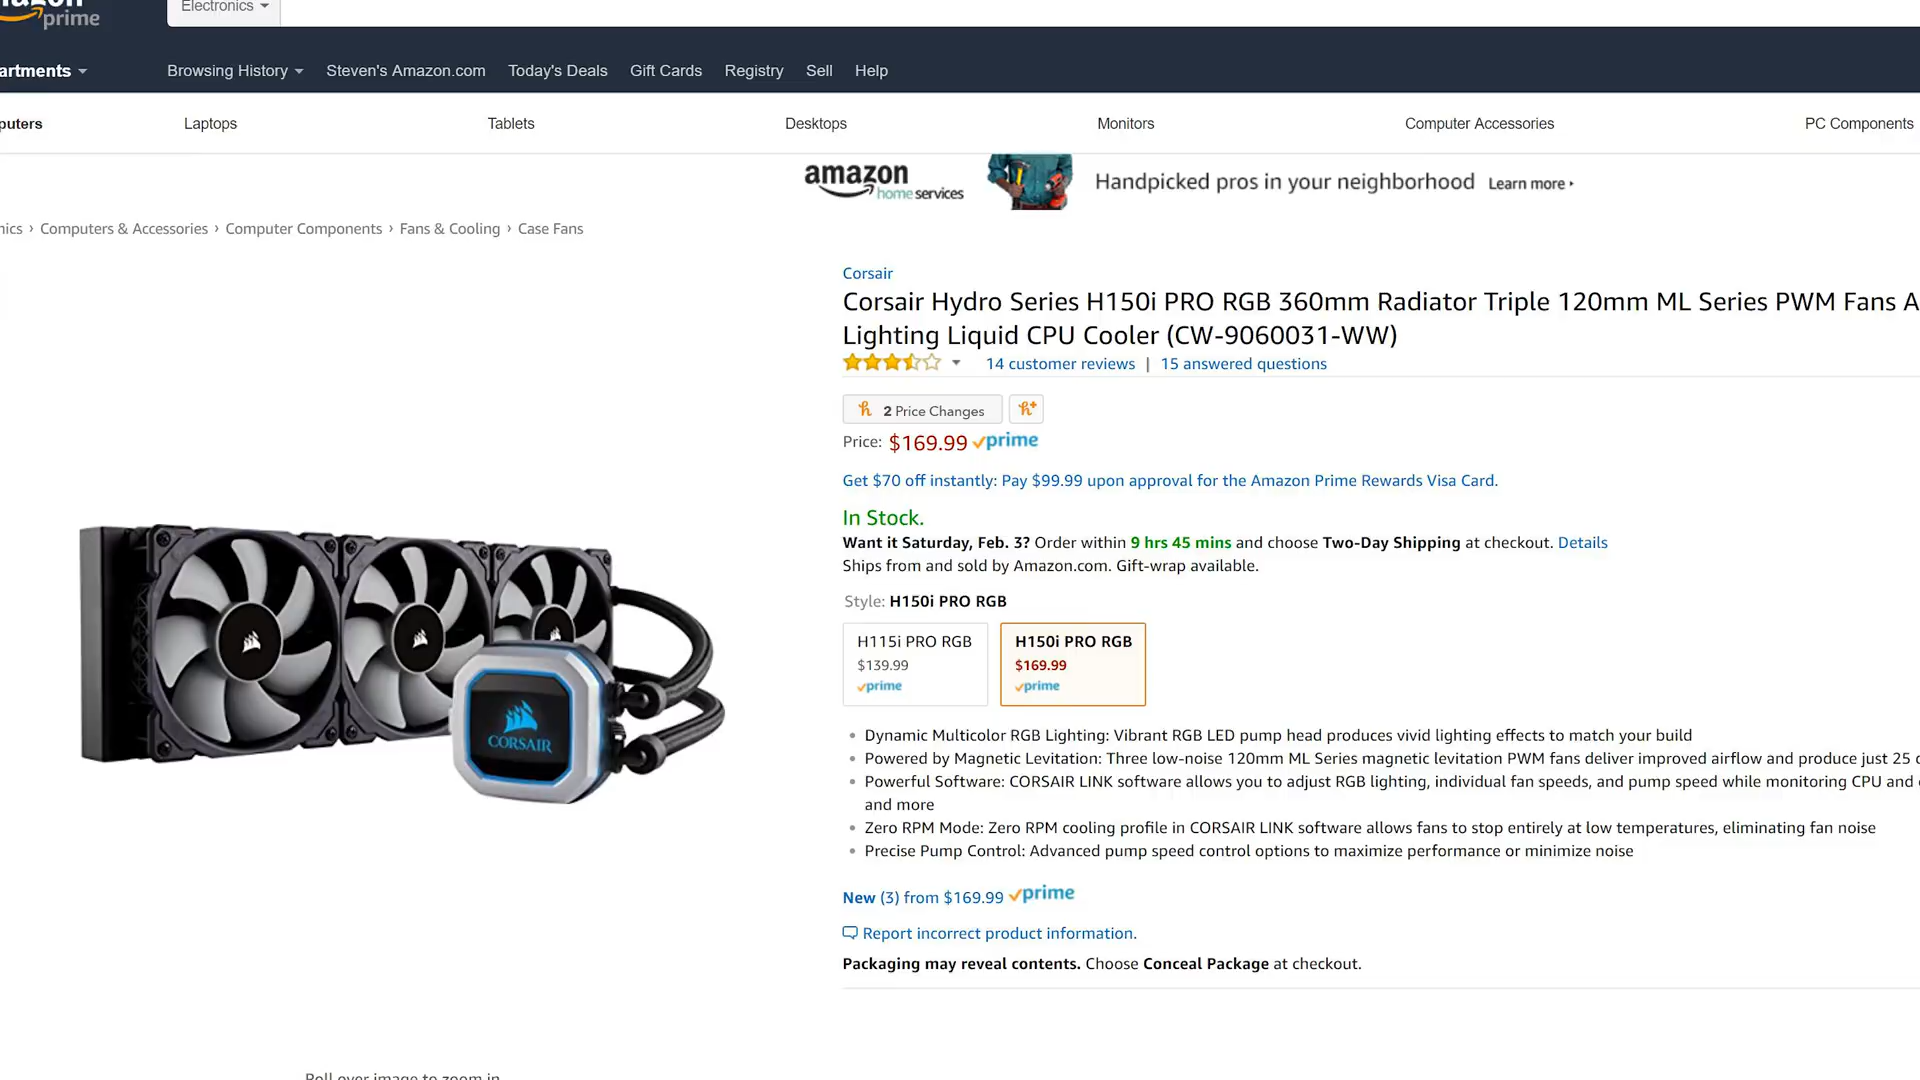 prime
Electronics
artments
Browsing History
Steven's Amazon.com
Today's Deals
Gift Cards
Registry
Sell
Help
puters
Laptops
Tablets
Desktops
Monitors
Computer Accessories
PC Components
amazon
home services
Handpicked pros in your neighborhood Learn more
nics › Computers & Accessories › Computer Components › Fans & Cooling › Case Fans
Corsair
Corsair Hydro Series H150i PRO RGB 360mm Radiator Triple 120mm ML Series PWM Fans A
Lighting Liquid CPU Cooler (CW-9060031-WW)
14 customer reviews | 15 answered questions
2 Price Changes
Price: $169.99 prime
Get $70 off instantly: Pay $99.99 upon approval for the Amazon Prime Rewards Visa Card.
In Stock.
Want it Saturday, Feb. 3? Order within 9 hrs 45 mins and choose Two-Day Shipping at checkout. Details
Ships from and sold by Amazon.com. Gift-wrap available.
Style: H150i PRO RGB
H115i PRO RGB
$139.99
prime
H150i PRO RGB
$169.99
prime
• Dynamic Multicolor RGB Lighting: Vibrant RGB LED pump head produces vivid lighting effects to match your build
• Powered by Magnetic Levitation: Three low-noise 120mm ML Series magnetic levitation PWM fans deliver improved airflow and produce just 25
• Powerful Software: CORSAIR LINK software allows you to adjust RGB lighting, individual fan speeds, and pump speed while monitoring CPU and
and more
• Zero RPM Mode: Zero RPM cooling profile in CORSAIR LINK software allows fans to stop entirely at low temperatures, eliminating fan noise
• Precise Pump Control: Advanced pump speed control options to maximize performance or minimize noise
CORSAIR
New (3) from $169.99 prime
Report incorrect product information.
Packaging may reveal contents. Choose Conceal Package at checkout.
Roll over image to zoom in